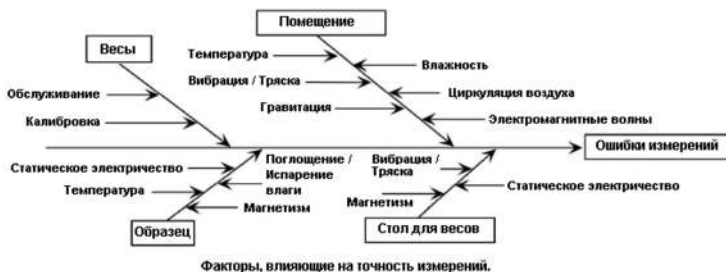 Помещение
Весы
Температура
Влажность
Вибрация / Тряска
Обслуживание
Циркуляция воздуха
Гравитация
Калибровка
Электромагнитные волны
Ошибки измерений
Статическое электричество
Поглощение /
Испарение
влаги
Вибрация /
Тряска
Температура
Статическое электричество
Магнетизм
Магнетизм
Образец
Стол для весов
Факторы, влияющие на точность измерений.